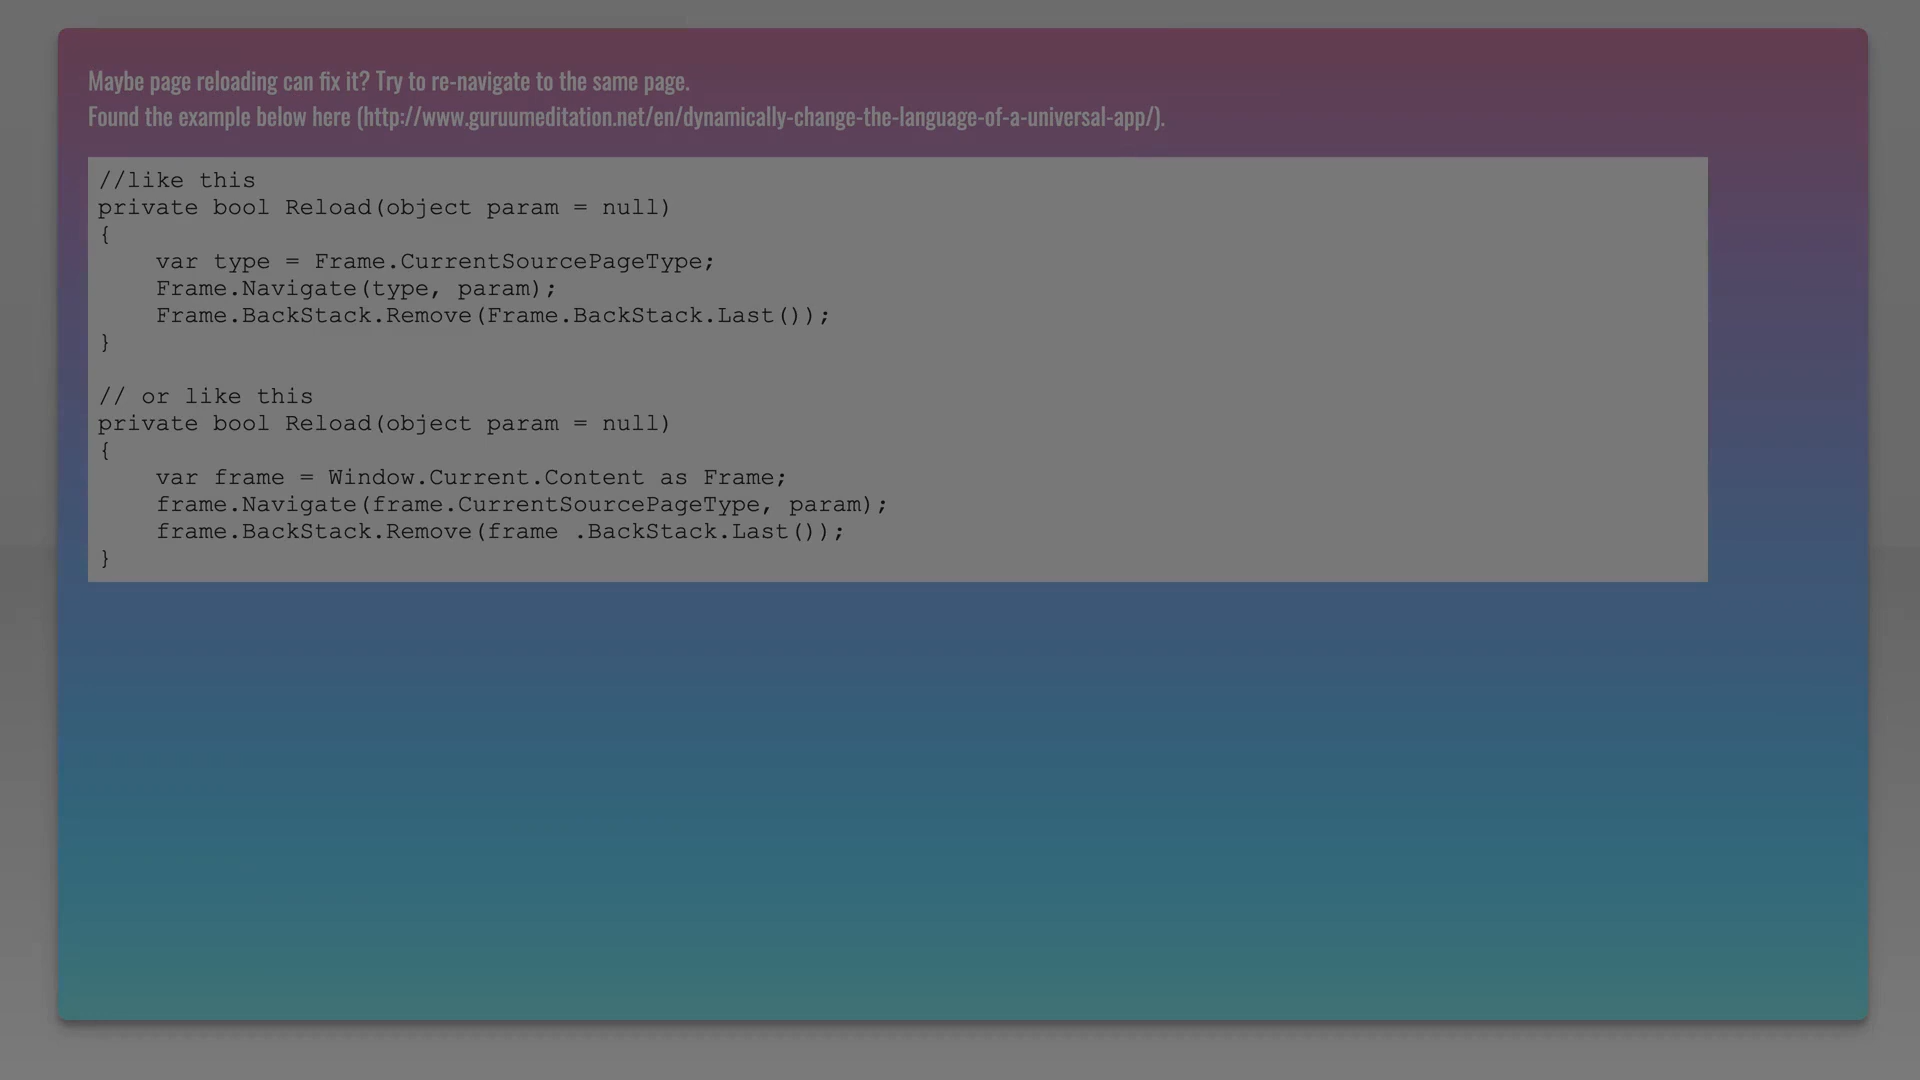 Maybe page reloading can fix it? Try to re-navigate to the same page.
Found the example below here (http://www.guruumeditation.net/en/dynamically-change-the-language-of-a-universal-app/).
//like this
private bool Reload(object param = null)
{
    var type = Frame.CurrentSourcePageType;
    Frame.Navigate(type, param);
    Frame.BackStack.Remove(Frame.BackStack.Last());
}
// or like this
private bool Reload(object param = null)
{
    var frame = Window.Current.Content as Frame;
    frame.Navigate(frame.CurrentSourcePageType, param);
    frame.BackStack.Remove(frame .BackStack.Last());
}